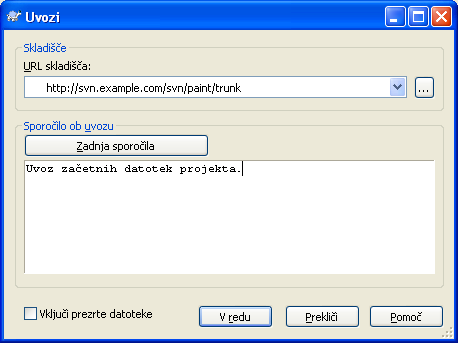 Uvozi
Skladišče
URL skladišča:
http://svn.example.com/svn/paint/trunk
...
Sporočilo ob uvozu
Zadnja sporočila
Uvoz začetnih datotek projekta.
Vključi prezrte datoteke
V redu
Prekliči
Pomoč